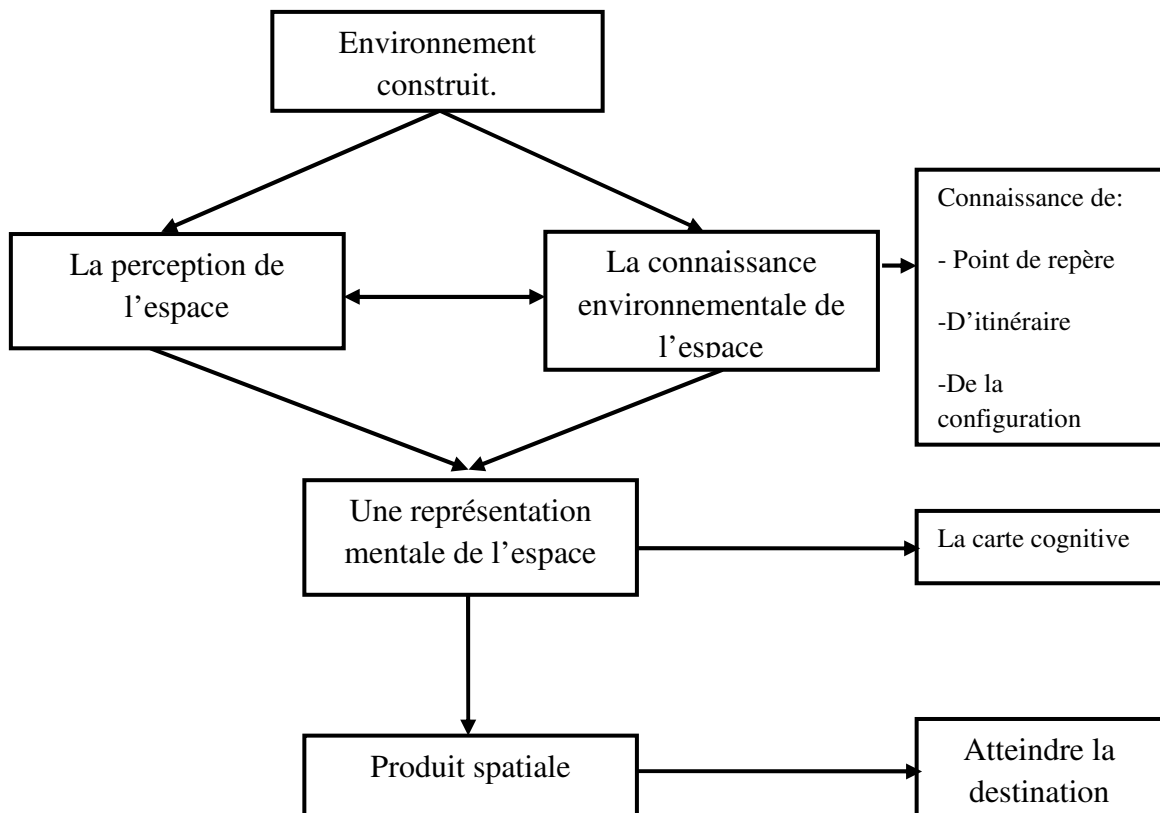 Environnement
construit.
La perception de
l’espace
La connaissance
environnementale de
l’espace
Connaissance de:
- Point de repère
-D’itinéraire
-De la
configuration
Une représentation
mentale de l’espace
La carte cognitive
Produit spatiale
Atteindre la
destination